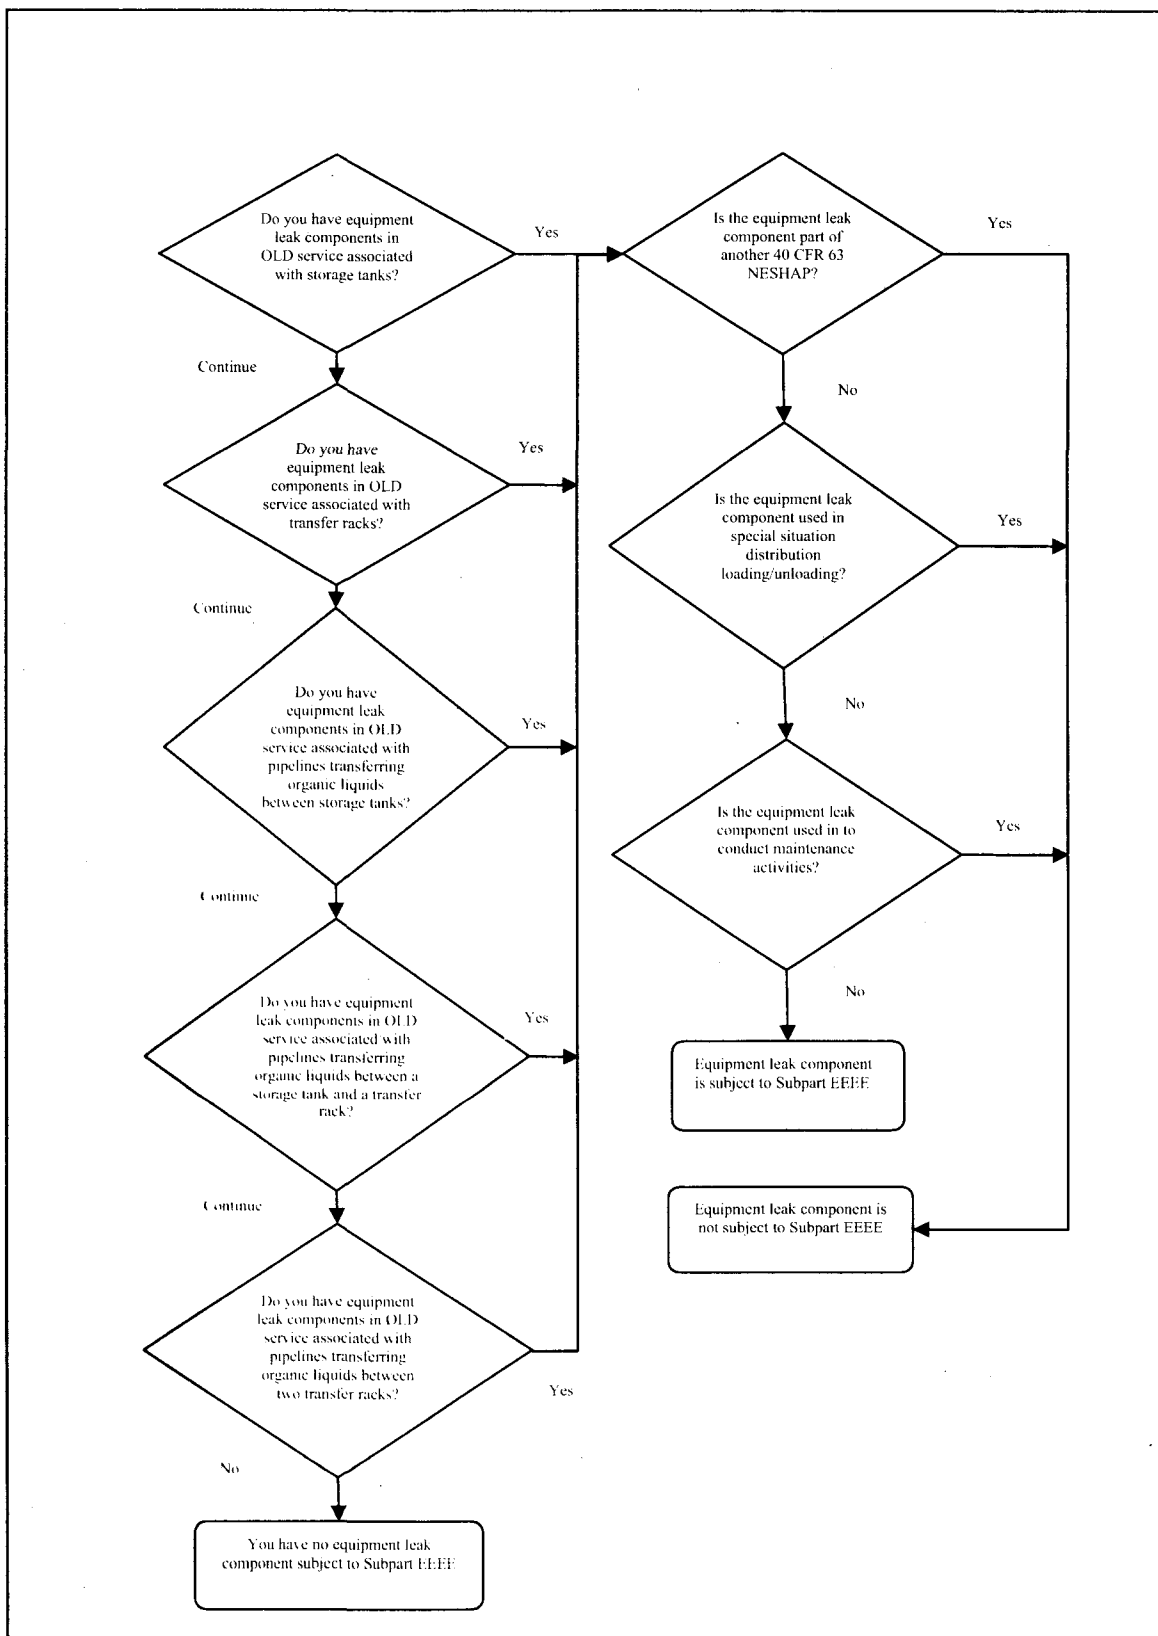 Do you have equipment
leak components in
OLD service associated
with storage tanks?
Yes
Continue
Do you have
equipment leak
components in OLD
service associated with
transfer racks?
Yes
Continue
Do you have
equipment leak
components in OLD
service associated with
pipelines transferring
organic liquids
between storage tanks?
Yes
Continue
Do you have equipment
leak components in OLD
service associated with
pipelines transferring
organic liquids between a
storage tank and a transfer
rack?
Yes
Continue
Do you have equipment
leak components in OLD
service associated with
pipelines transferring
organic liquids between
two transfer racks?
Yes
No
You have no equipment leak
component subject to Subpart EEEE
Is the equipment leak
component part of
another 40 CFR 63
NESHAP?
Yes
No
Is the equipment leak
component used in
special situation
distribution
loading/unloading?
Yes
No
Is the equipment leak
component used in to
conduct maintenance
activities?
Yes
No
Equipment leak component
is subject to Subpart EEEE
Equipment leak component is
not subject to Subpart EEEE